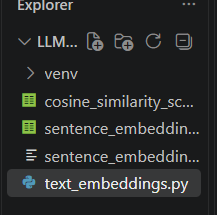 Explorer
LLM...
venv
cosine_similarity_sc...
sentence_embeddin...
sentence_embeddin...
text_embeddings.py